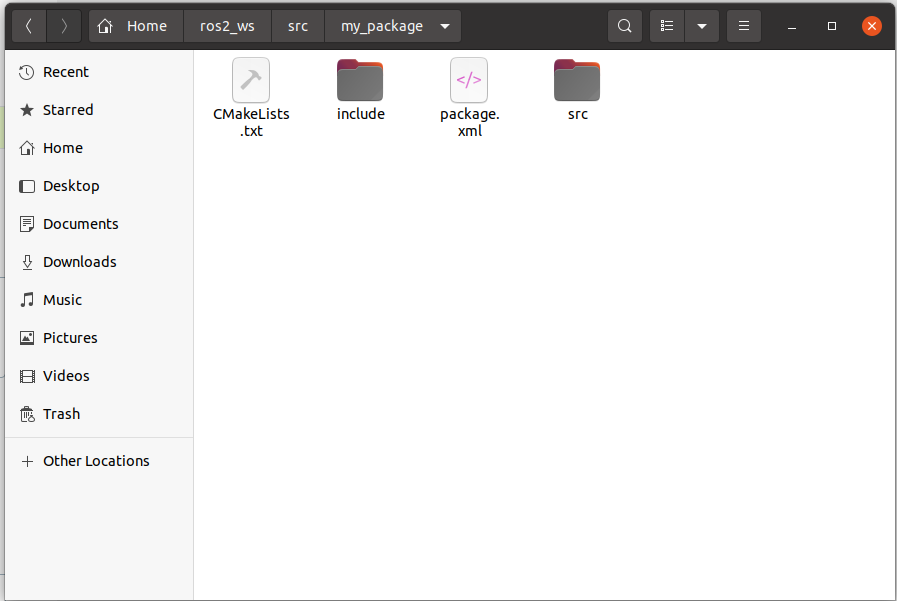 Home
ros2_ws
src
my_package
Recent
Starred
Home
Desktop
Documents
Downloads
Music
Pictures
Videos
Trash
Other Locations
CMakeLists
.txt
include
package.
xml
src